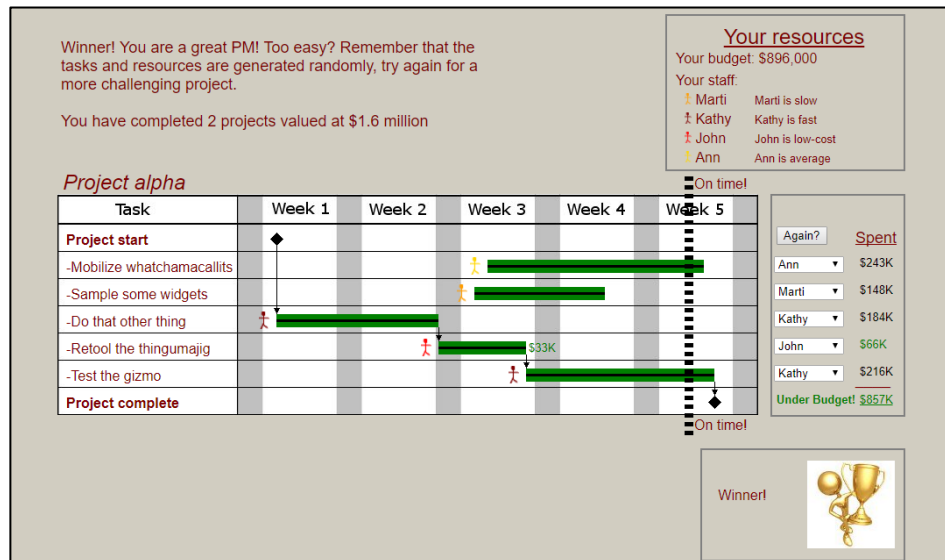 Winner! You are a great PM! Too easy? Remember that the
tasks and resources are generated randomly, try again for a
more challenging project.
You have completed 2 projects valued at $1.6 million
Your resources
Your budget: $896,000
Your staff:
Marti Marti is slow
Kathy Kathy is fast
John John is low-cost
Ann Ann is average
Project alpha
On time!
Task Week 1 Week 2 Week 3 Week 4 Week 5
Again? Spent
Project start
-Mobilize whatchamacallits Ann $243K
-Sample some widgets Marti $148K
-Do that other thing Kathy $184K
-Retool the thingumajig $33K John $66K
-Test the gizmo Kathy $216K
Project complete Under Budget! $857K
On time!
Winner!